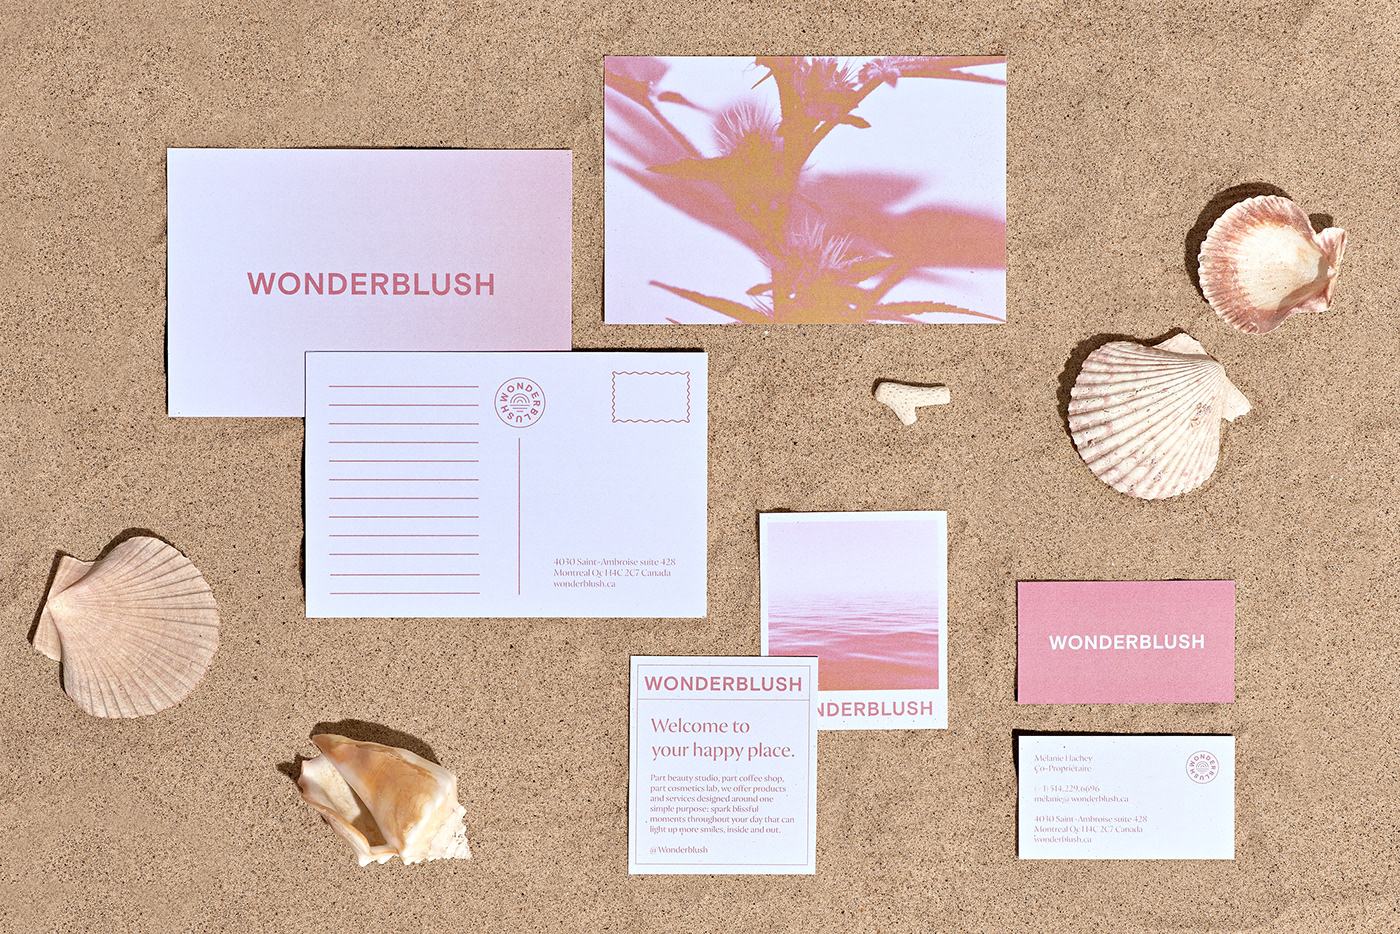 WONDERBLUSH
WONDERBLUSH
4030 Saint-Ambroise suite 428
Montreal Qc H4C 2C7 Canada
wonderblush.ca
NDERBLUSH
WONDERBLUSH
Welcome to
your happy place.
Part beauty studio, part coffee shop,
part cosmetics lab, we offer products
and services designed around one
simple purpose: spark blissful
moments throughout your day that can
light up more smiles, inside and out.
@Wonderblush
WONDERBLUSH
Mélanie Hachey
Co-Propriétaire
WONDERBLUSH
(+1) 514.229.6696
mélanie@wonderblush.ca
4030 Saint-Ambroise suite 428
Montreal Qc H4C 2C7 Canada
wonderblush.ca